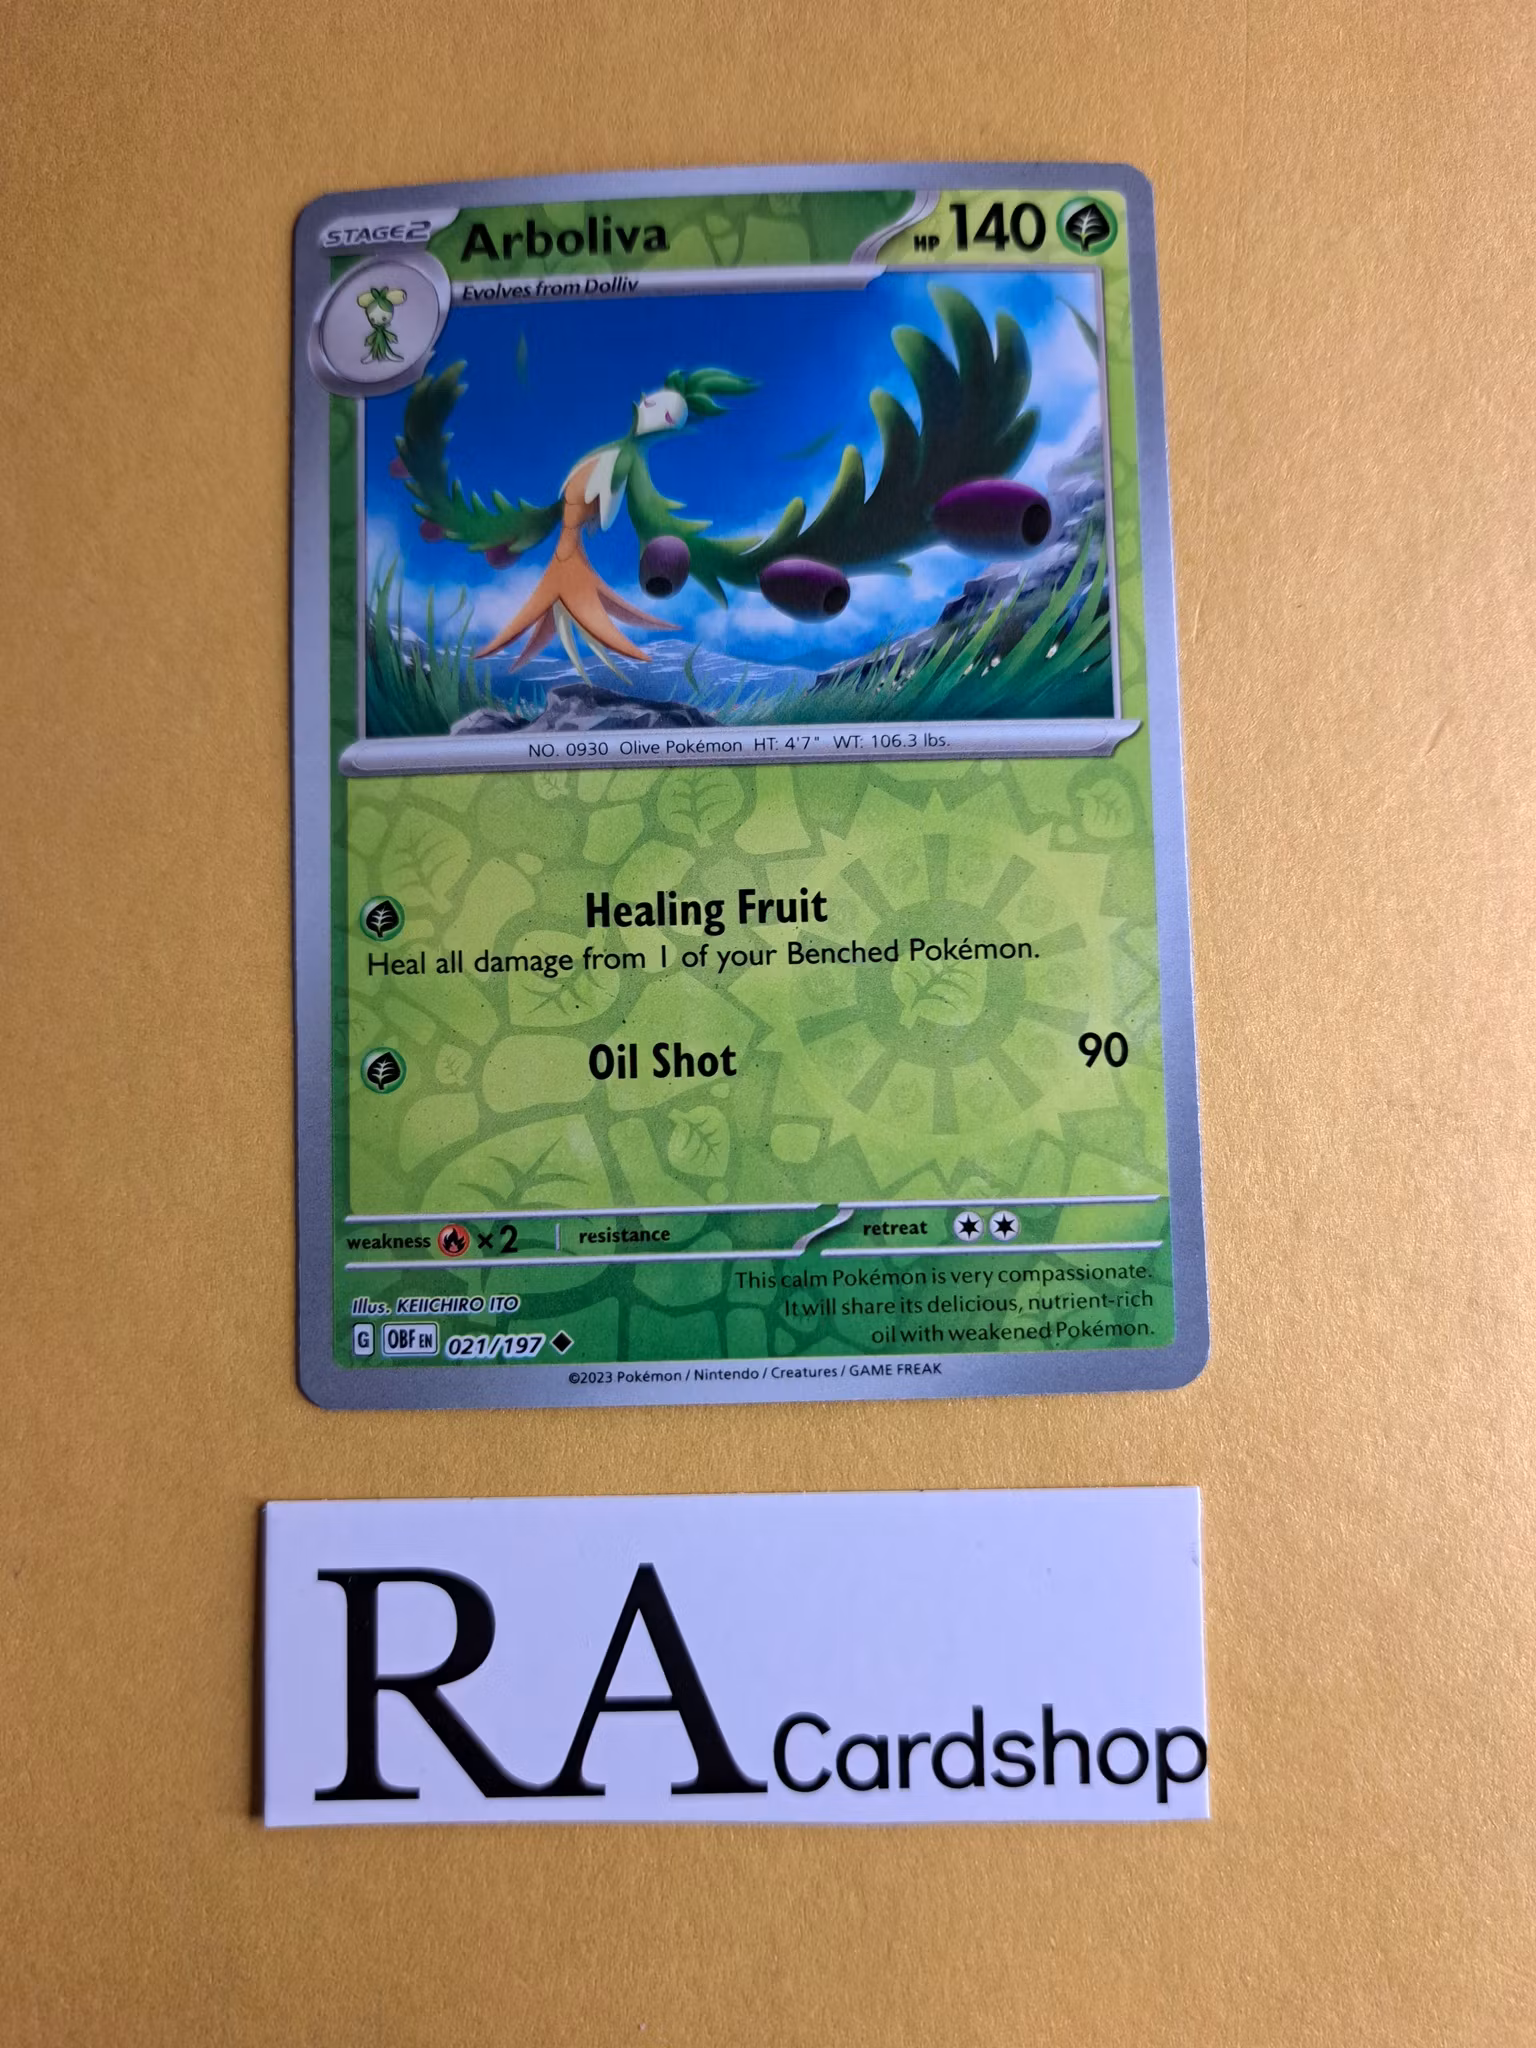 STAGE2 Arboliva HP 140
Evolves from Dolliv
NO. 0930 Olive Pokémon HT: 4'7" WT: 106.3 lbs.
Healing Fruit
Heal all damage from 1 of your Benched Pokémon.
Oil Shot 90
weakness ×2 resistance retreat
This calm Pokémon is very compassionate.
It will share its delicious, nutrient-rich
oil with weakened Pokémon.
Illus. KEIICHIRO ITO
G OBF EN 021/197
©2023 Pokémon / Nintendo / Creatures / GAME FREAK
RA Cardshop